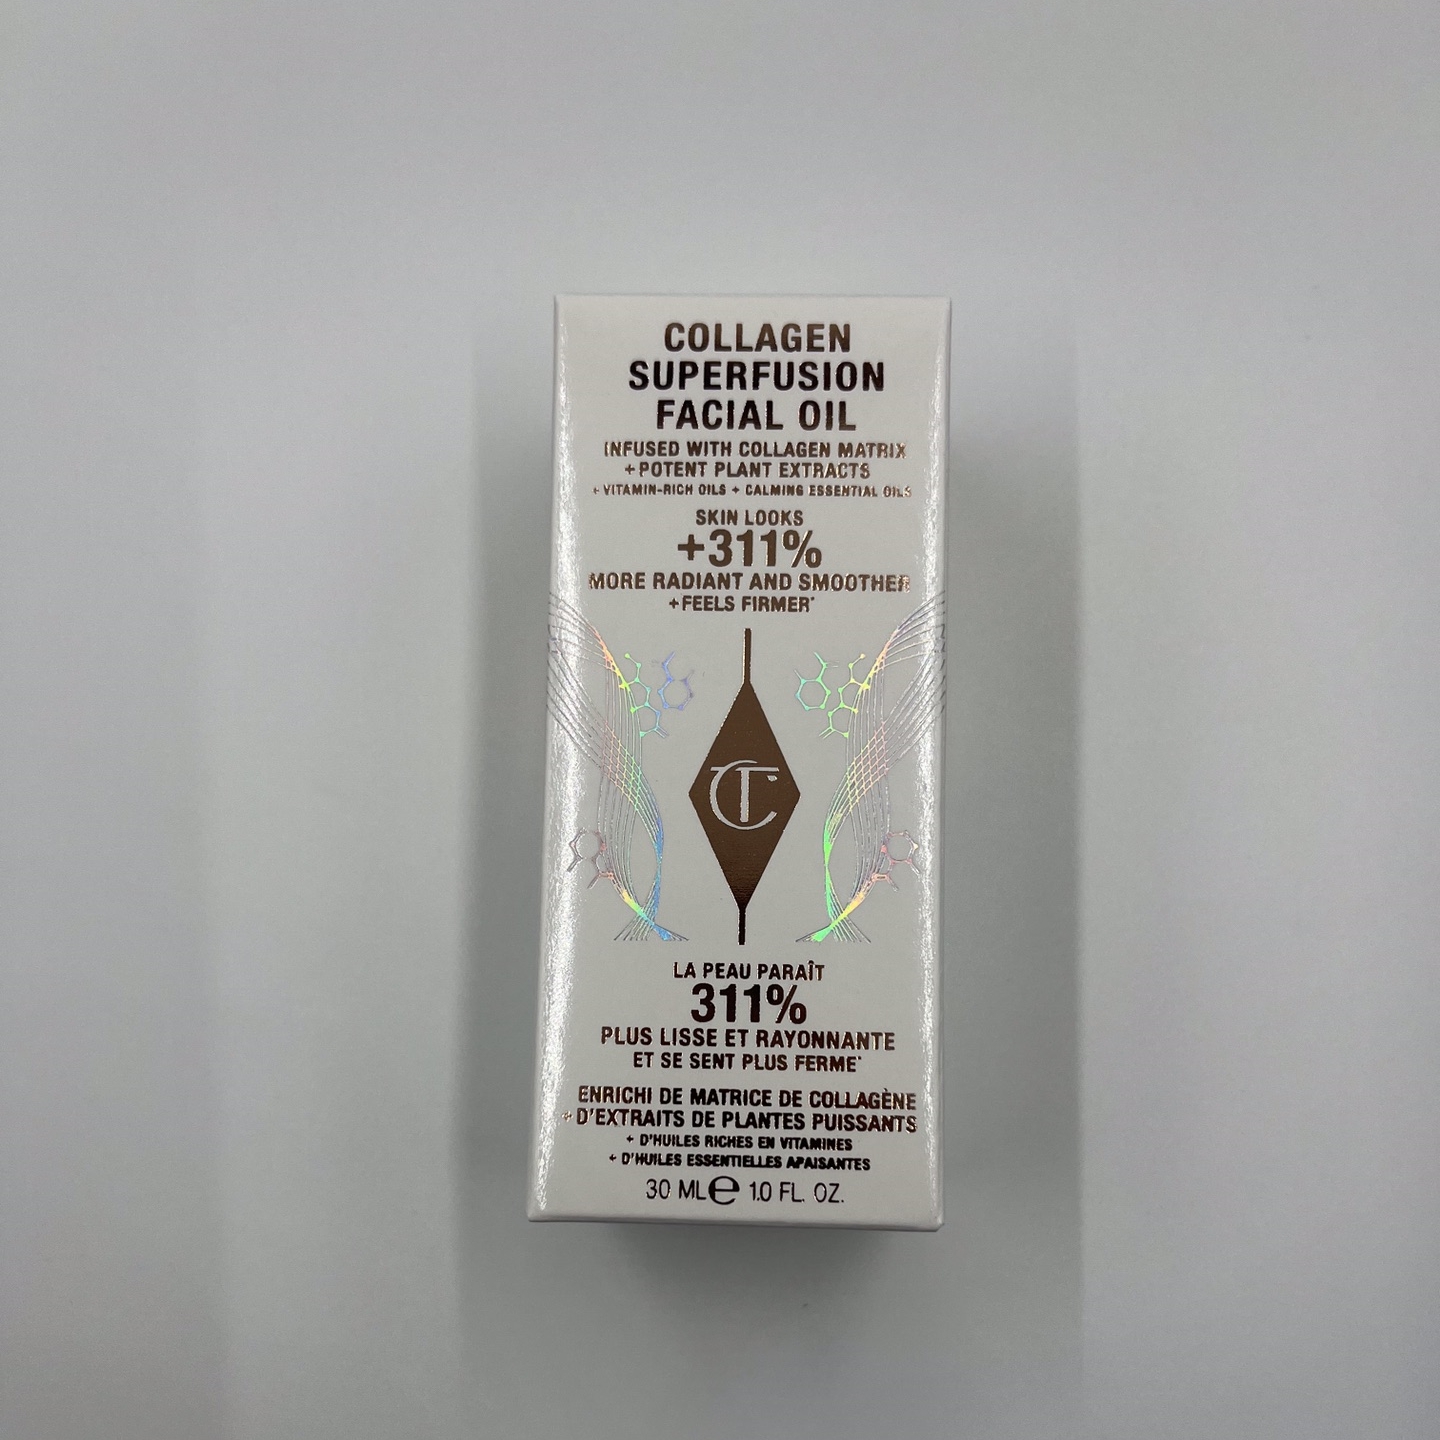 COLLAGEN
SUPERFUSION
FACIAL OIL
INFUSED WITH COLLAGEN MATRIX
+ POTENT PLANT EXTRACTS
+ VITAMIN-RICH OILS + CALMING ESSENTIAL OILS
SKIN LOOKS
+311%
MORE RADIANT AND SMOOTHER
+ FEELS FIRMER*
CT
LA PEAU PARAÎT
311%
PLUS LISSE ET RAYONNANTE
ET SE SENT PLUS FERME*
ENRICHI DE MATRICE DE COLLAGÈNE
+ D'EXTRAITS DE PLANTES PUISSANTS
+ D'HUILES RICHES EN VITAMINES
+ D'HUILES ESSENTIELLES APAISANTES
30 ML ℮ 1.0 FL. OZ.